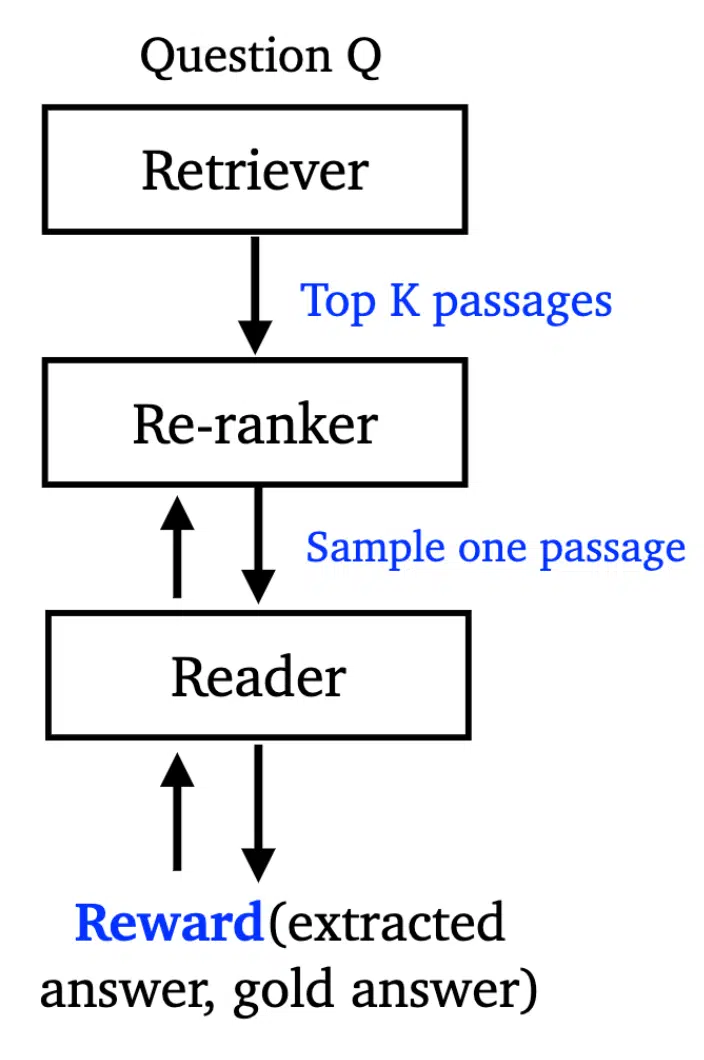 Question Q
Retriever
Top K passages
Re-ranker
Sample one passage
Reader
Reward(extracted
answer, gold answer)